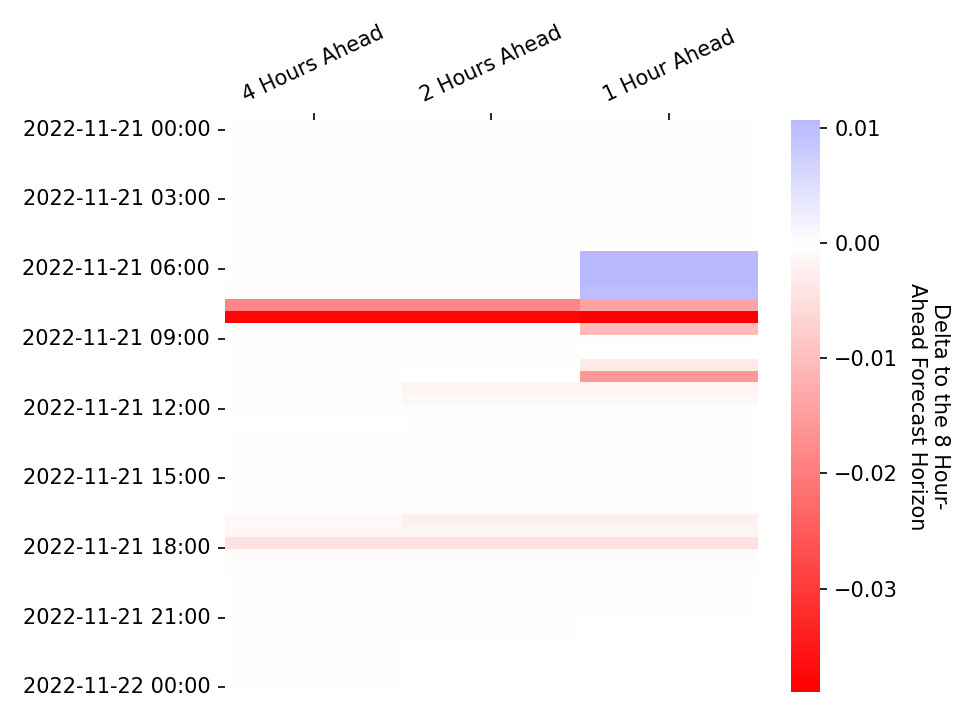 4 Hours Ahead
2 Hours Ahead
1 Hour Ahead
2022-11-21 00:00
2022-11-21 03:00
2022-11-21 06:00
2022-11-21 09:00
2022-11-21 12:00
2022-11-21 15:00
2022-11-21 18:00
2022-11-21 21:00
2022-11-22 00:00
0.01
0.00
−0.01
−0.02
−0.03
Delta to the 8 Hour-
Ahead Forecast Horizon